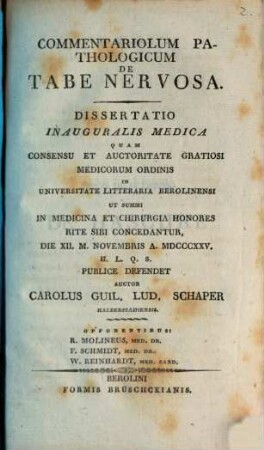 2.
COMMENTARIOLUM PA-
THOLOGICUM
DE
TABE NERVOSA.
DISSERTATIO
INAUGURALIS MEDICA
QUAM
CONSENSU ET AUCTORITATE GRATIOSI
MEDICORUM ORDINIS
IN
UNIVERSITATE LITTERARIA BEROLINENSI
UT SUMMI
IN MEDICINA ET CHIRURGIA HONORES
RITE SIBI CONCEDANTUR,
DIE XII. M. NOVEMBRIS A. MDCCCXXV.
H. L. Q. S.
PUBLICE DEFENDET
AUCTOR
CAROLUS GUIL. LUD. SCHAPER
HALBERSTADIENSIS.
OPPONENTIBUS:
R. MOLINEUS, MED. DR.
F. SCHMIDT, MED. DR.
W. REINHARDT, MED. CAND.
BEROLINI
FORMIS BRÜSCHCKIANIS.